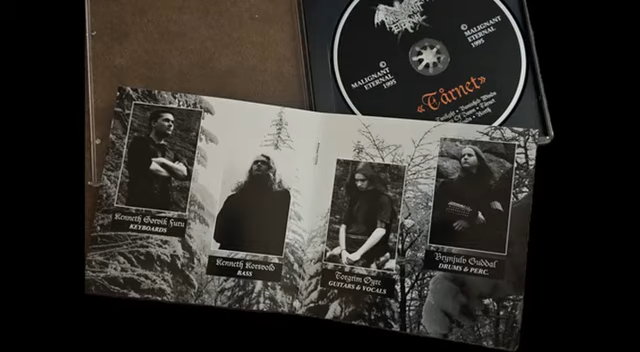 ©
MALIGNANT
ETERNAL
1995
©
MALIGNANT
ETERNAL
1995
«Tårnet»
Kenneth Sorvik Furu
KEYBOARDS
Kenneth Korsvold
BASS
Torgrim Øyre
GUITARS & VOCALS
Brynjulv Guddal
DRUMS & PERC.